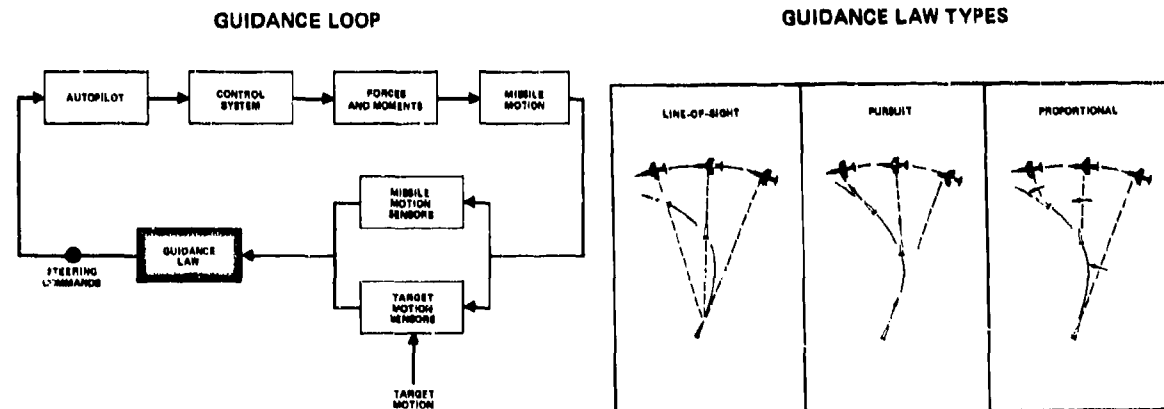 GUIDANCE LOOP
GUIDANCE LAW TYPES
AUTOPILOT
CONTROL
SYSTEM
FORCES
AND MOMENTS
MISSILE
MOTION
MISSILE
MOTION
SENSORS
GUIDANCE
LAW
STEERING
COMMANDS
TARGET
MOTION
SENSORS
TARGET
MOTION
LINE-OF-SIGHT
PURSUIT
PROPORTIONAL